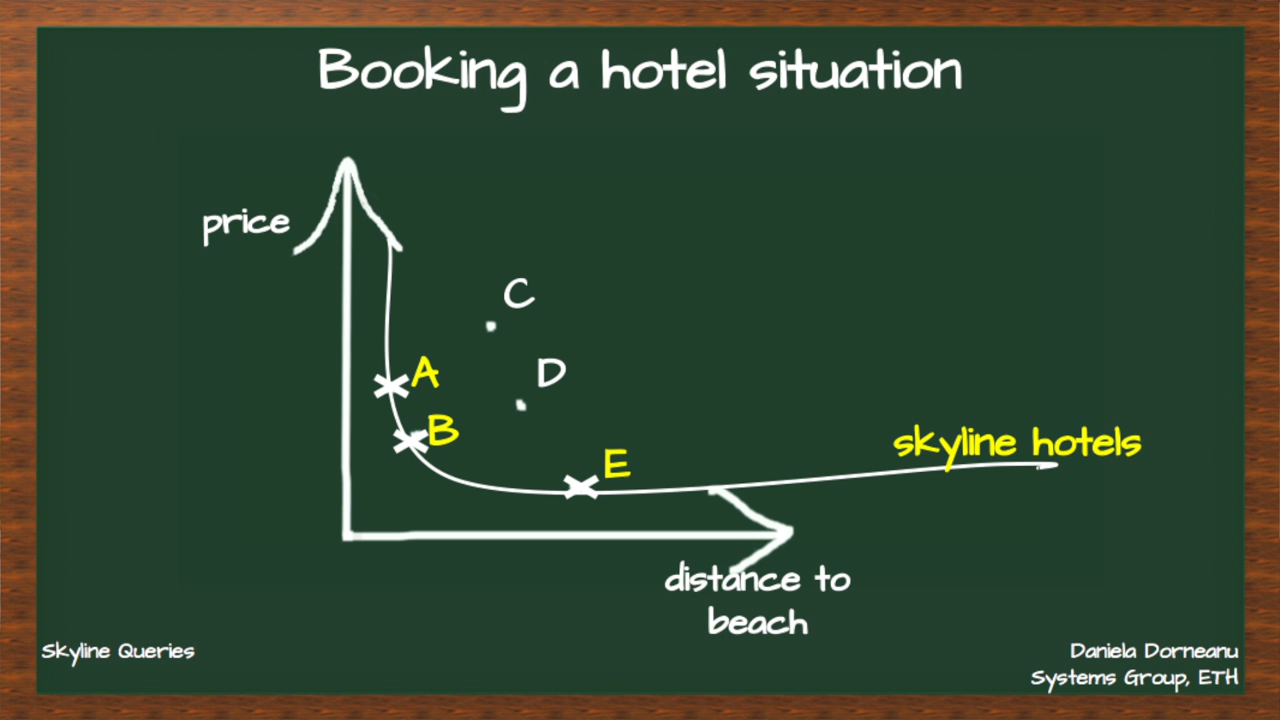 Booking a hotel situation
price
C
A
D
B
E
skyline hotels
distance to
beach
Skyline Queries
Daniela Dorneanu
Systems Group, ETH